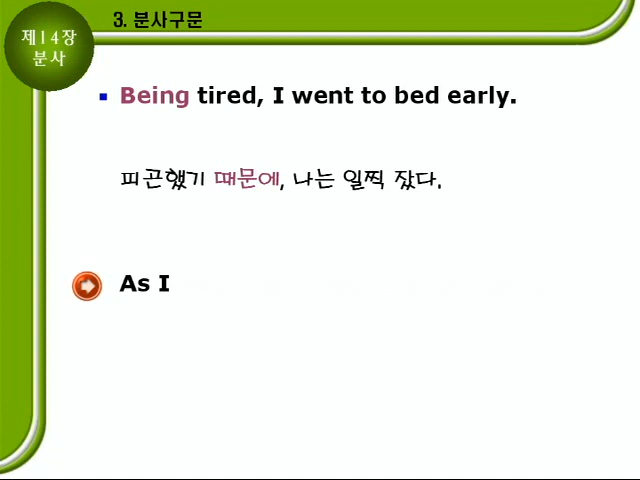 제14장
분사
3. 분사구문
Being tired, I went to bed early.
피곤했기 때문에, 나는 일찍 잤다.
As I